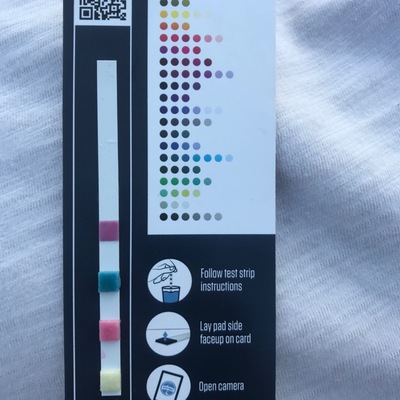 Follow test strip
instructions
Lay pad side
faceup on card
Open camera